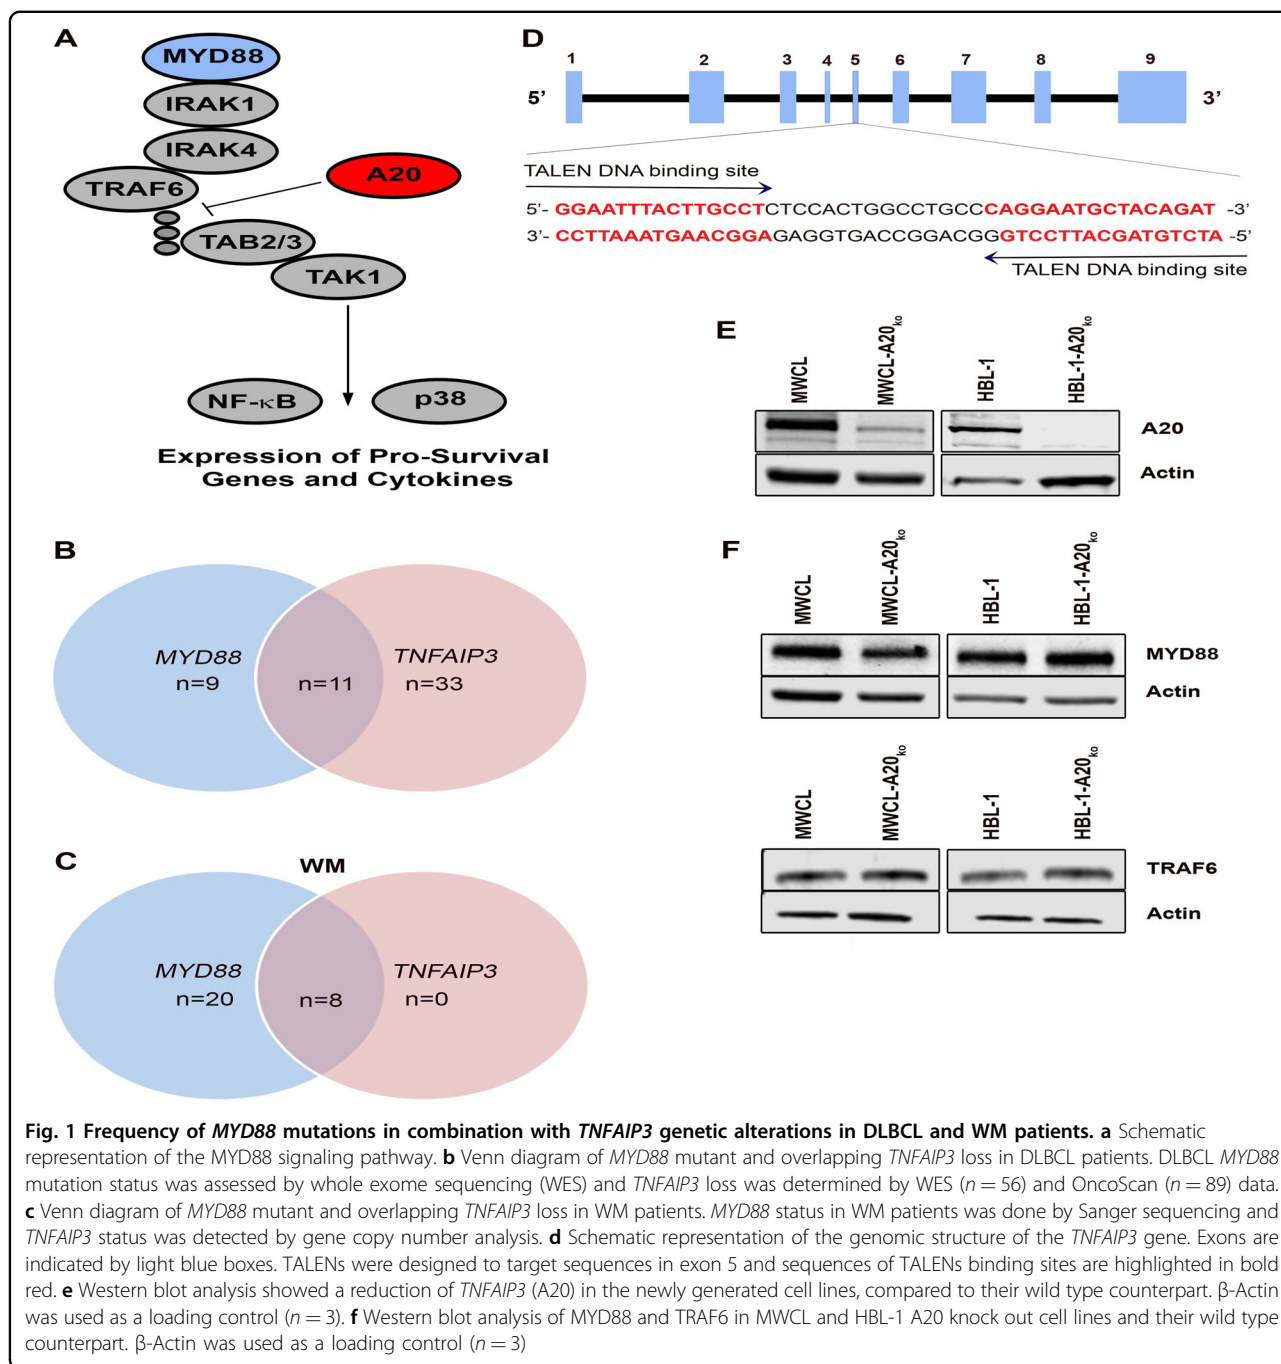 A
MYD88
IRAK1
IRAK4
TRAF6
A20
TAB2/3
TAK1
NF-κB
p38
Expression of Pro-Survival
Genes and Cytokines
B
MYD88
n=9
n=11
TNFAIP3
n=33
C
WM
MYD88
n=20
n=8
TNFAIP3
n=0
D
1 2 3 4 5 6 7 8 9
5’ 3’
TALEN DNA binding site
5’- GGAATTTACTTGCCTCTCCACTGGCCTGCCCAGGAATGCTACAGAT -3’
3’- CCTTAAATGAACGGAGAGGTGACCGGACGGGTCCTTACGATGTCTA -5’
TALEN DNA binding site
E
MWCL MWCL-A20ko HBL-1 HBL-1-A20ko
A20
Actin
F
MWCL MWCL-A20ko HBL-1 HBL-1-A20ko
MYD88
Actin
MWCL MWCL-A20ko HBL-1 HBL-1-A20ko
TRAF6
Actin
Fig. 1 Frequency of MYD88 mutations in combination with TNFAIP3 genetic alterations in DLBCL and WM patients. a Schematic
representation of the MYD88 signaling pathway. b Venn diagram of MYD88 mutant and overlapping TNFAIP3 loss in DLBCL patients. DLBCL MYD88
mutation status was assessed by whole exome sequencing (WES) and TNFAIP3 loss was determined by WES (n = 56) and OncoScan (n = 89) data.
c Venn diagram of MYD88 mutant and overlapping TNFAIP3 loss in WM patients. MYD88 status in WM patients was done by Sanger sequencing and
TNFAIP3 status was detected by gene copy number analysis. d Schematic representation of the genomic structure of the TNFAIP3 gene. Exons are
indicated by light blue boxes. TALENs were designed to target sequences in exon 5 and sequences of TALENs binding sites are highlighted in bold
red. e Western blot analysis showed a reduction of TNFAIP3 (A20) in the newly generated cell lines, compared to their wild type counterpart. β-Actin
was used as a loading control (n = 3). f Western blot analysis of MYD88 and TRAF6 in MWCL and HBL-1 A20 knock out cell lines and their wild type
counterpart. β-Actin was used as a loading control (n = 3)